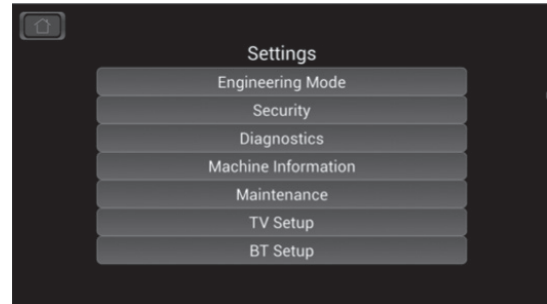 Settings
Engineering Mode
Security
Diagnostics
Machine Information
Maintenance
TV Setup
BT Setup